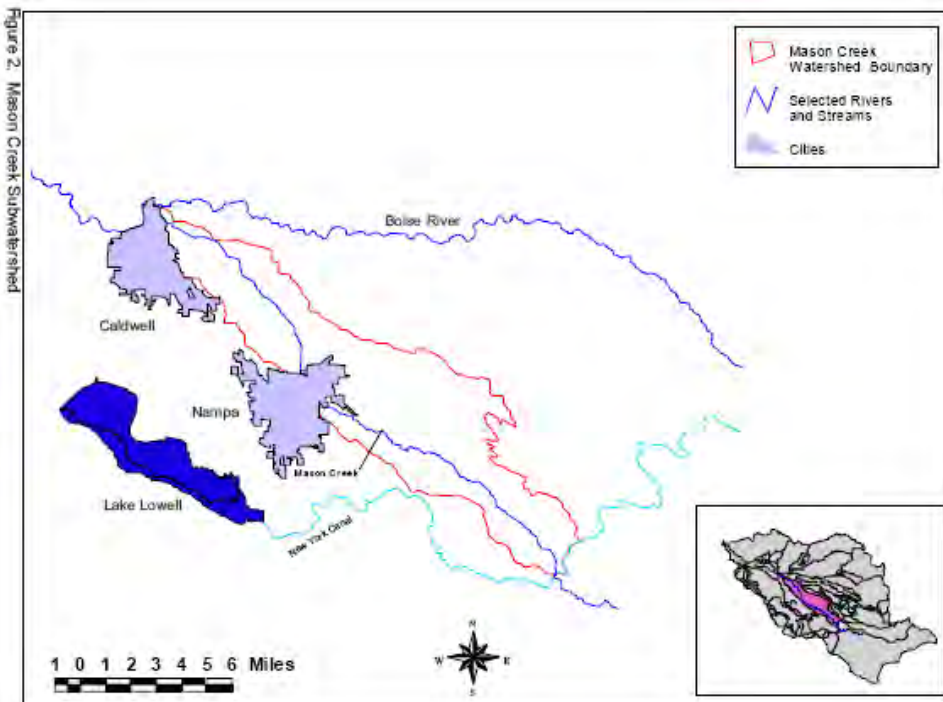 Figure 2. Mason Creek Subwatershed
Mason Creek
Watershed Boundary
Selected Rivers
and Streams
Cities
Boise River
Caldwell
Nampa
Mason Creek
Lake Lowell
New York Canal
N
W
E
S
1 0 1 2 3 4 5 6 Miles